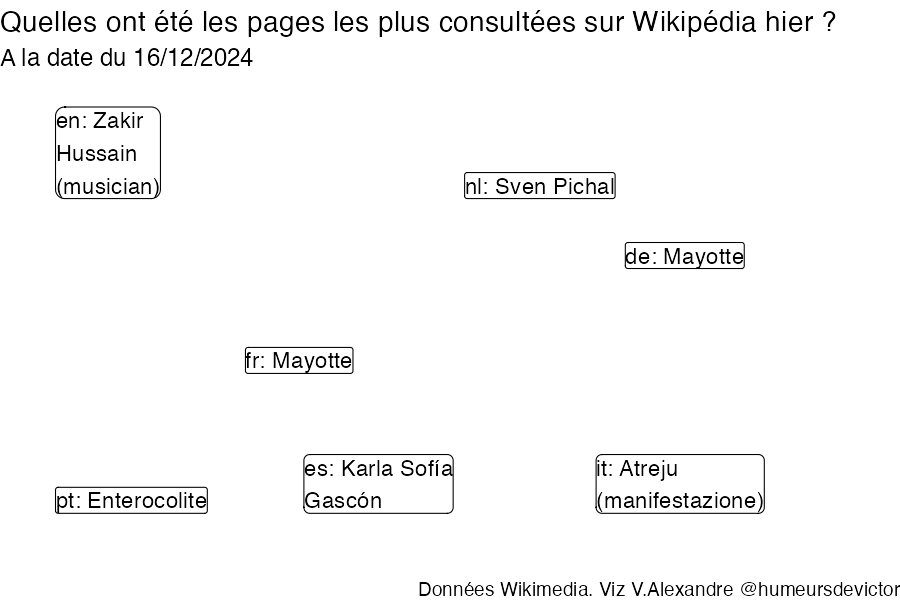 Quelles ont été les pages les plus consultées sur Wikipédia hier ?
A la date du 16/12/2024
en: Zakir
Hussain
(musician)
nl: Sven Pichal
de: Mayotte
fr: Mayotte
es: Karla Sofía
Gascón
it: Atreju
(manifestazione)
pt: Enterocolite
Données Wikimedia. Viz V.Alexandre @humeursdevictor